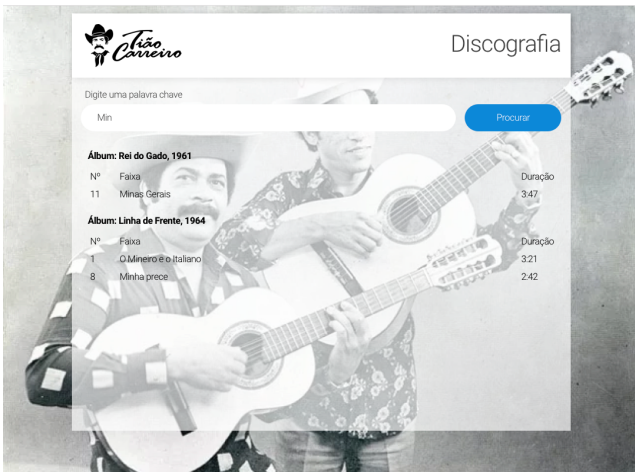 Tião
Carreiro
Discografia
Digite uma palavra chave
Min
Procurar
Álbum: Rei do Gado, 1961
Nº Faixa Duração
11 Minas Gerais 3:47
Álbum: Linha de Frente, 1964
Nº Faixa Duração
1 O Mineiro e o Italiano 3:21
8 Minha prece 2:42